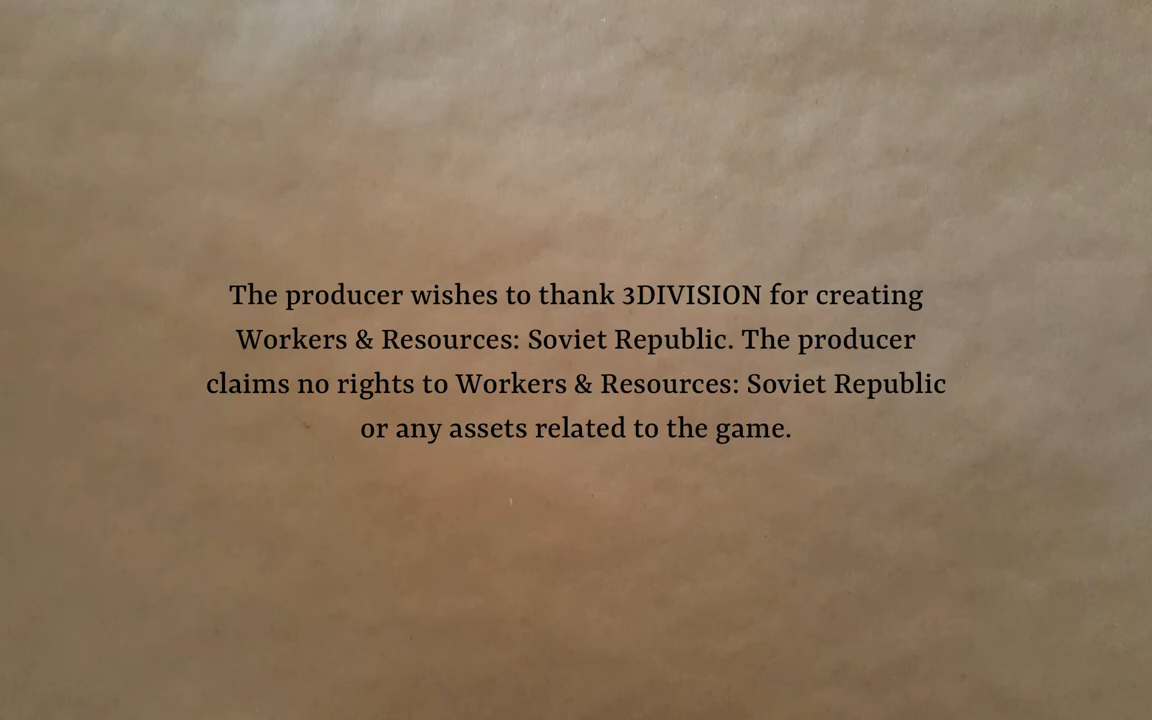 The producer wishes to thank 3DIVISION for creating
Workers & Resources: Soviet Republic. The producer
claims no rights to Workers & Resources: Soviet Republic
or any assets related to the game.